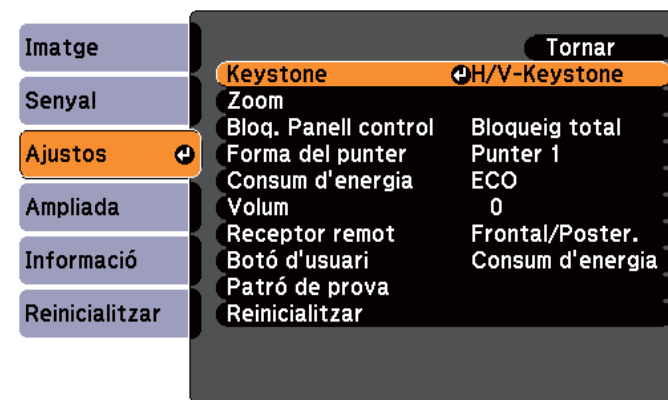 Imatge
Senyal
Ajustos
Ampliada
Informació
Reinicialitzar
Tornar
Keystone H/V-Keystone
Zoom
Bloq. Panell control Bloqueig total
Forma del punter Punter 1
Consum d'energia ECO
Volum 0
Receptor remot Frontal/Poster.
Botó d'usuari Consum d'energia
Patró de prova
Reinicialitzar